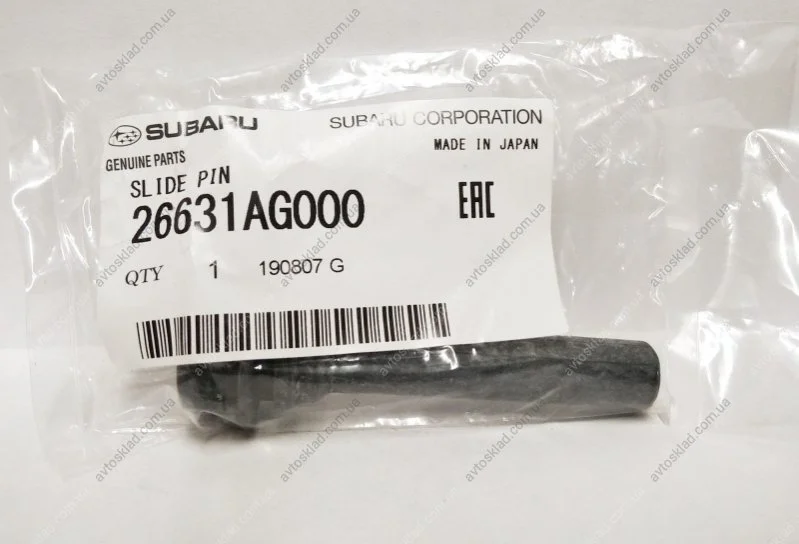 SUBARU SUBARU CORPORATION
GENUINE PARTS MADE IN JAPAN
SLIDE PIN
26631AG000 EAC
QTY 1 190807 G
avtosklad.com.ua